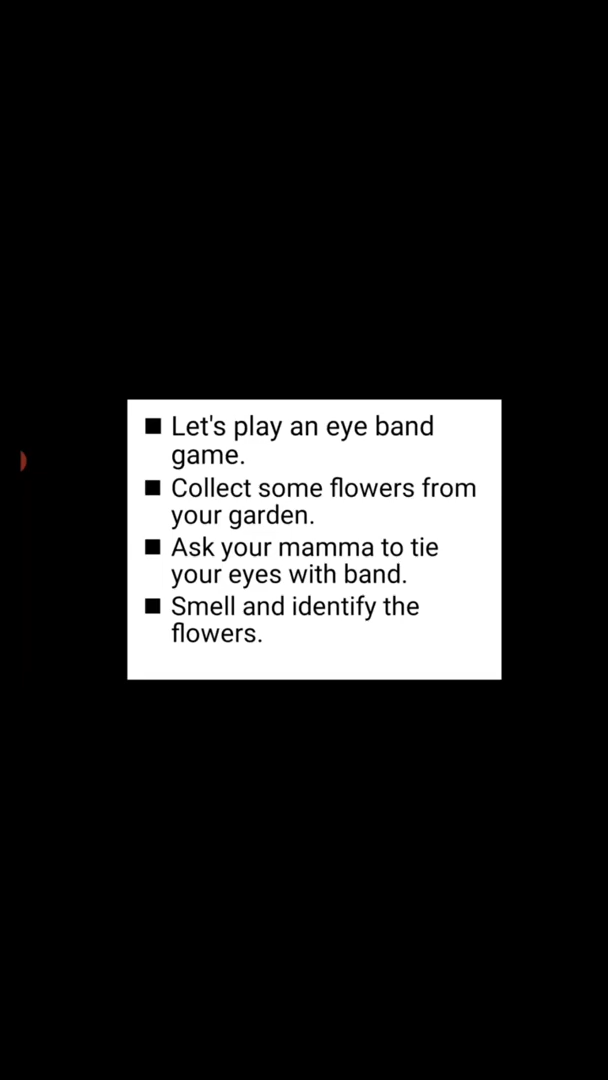 ■ Let's play an eye band
game.
■ Collect some flowers from
your garden.
■ Ask your mamma to tie
your eyes with band.
■ Smell and identify the
flowers.